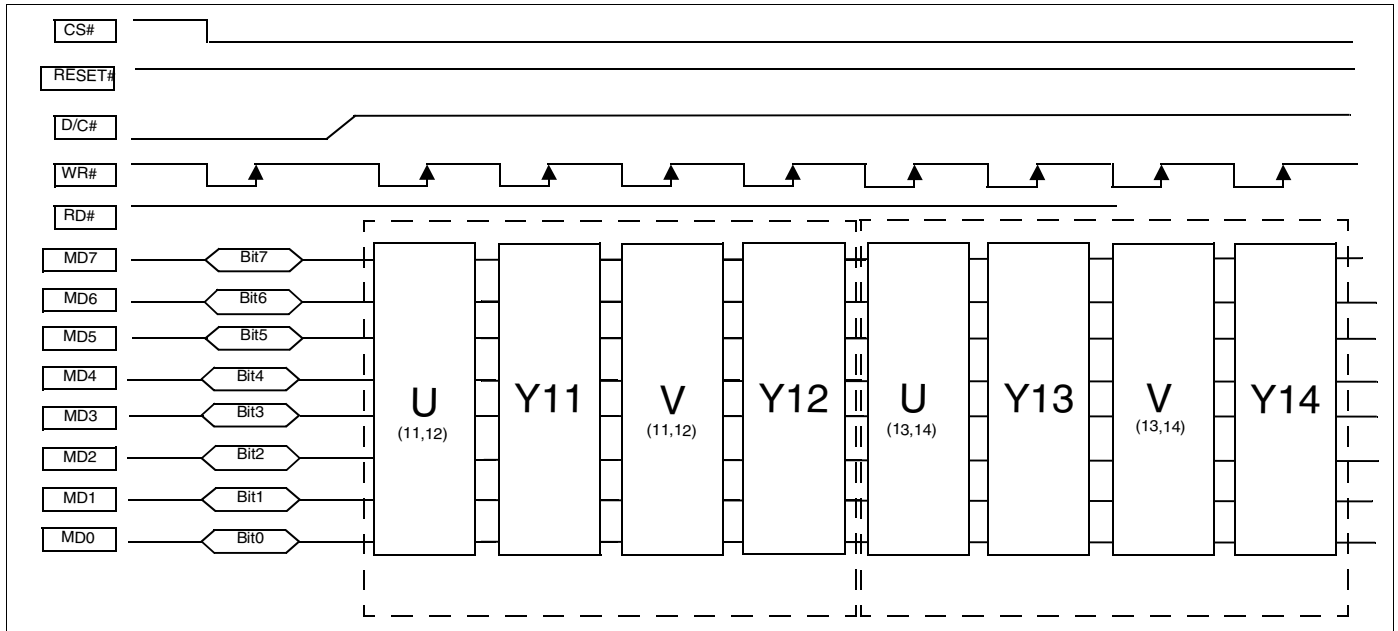 CS#
RESET#
D/C#
WR#
RD#
MD7 Bit7
MD6 Bit6
MD5 Bit5
MD4 Bit4
MD3 Bit3
MD2 Bit2
MD1 Bit1
MD0 Bit0
U Y11 V Y12 U Y13 V Y14
(11,12) (11,12) (13,14) (13,14)